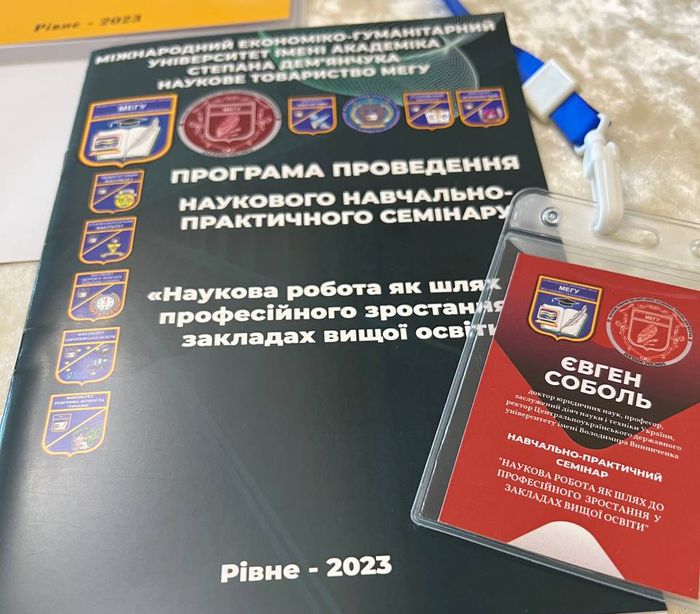 Рівне - 2023
МІЖНАРОДНИЙ ЕКОНОМІКО-ГУМАНІТАРНИЙ
УНІВЕРСИТЕТ ІМЕНІ АКАДЕМІКА
СТЕПАНА ДЕМ'ЯНЧУКА
НАУКОВЕ ТОВАРИСТВО МЕГУ
МЕГУ
МЕГУ
ПРОГРАМА ПРОВЕДЕННЯ
НАУКОВОГО НАВЧАЛЬНО-
ПРАКТИЧНОГО СЕМІНАРУ
«Наукова робота як шлях
професійного зростання
закладах вищої освіти
Рівне - 2023
МЕГУ
МЕГУ
ЄВГЕН
СОБОЛЬ
доктор юридичних наук, професор,
заслужений діяч науки і техніки України,
ректор Центральноукраїнського державного
університету імені Володимира Винниченка
НАВЧАЛЬНО-ПРАКТИЧНИЙ
СЕМІНАР
"НАУКОВА РОБОТА ЯК ШЛЯХ ДО
ПРОФЕСІЙНОГО ЗРОСТАННЯ У
ЗАКЛАДАХ ВИЩОЇ ОСВІТИ"